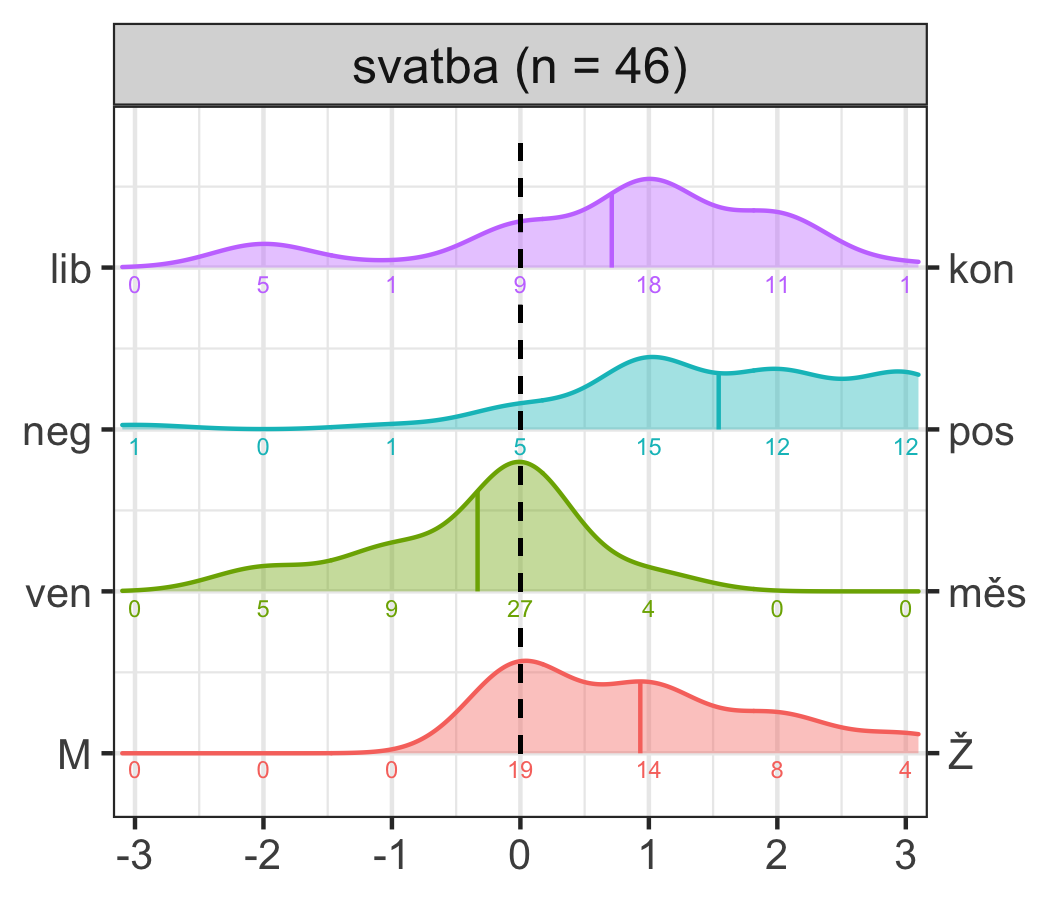 svatba (n = 46)
lib kon
0 5 1 9 18 11 1
neg pos
1 0 1 5 15 12 12
ven měs
0 5 9 27 4 0 0
M Ž
0 0 0 19 14 8 4
-3 -2 -1 0 1 2 3